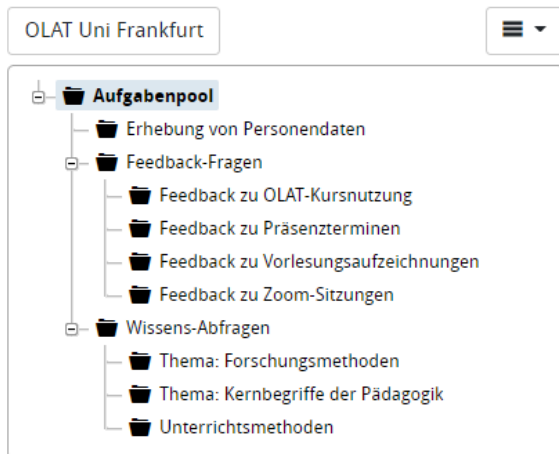 OLAT Uni Frankfurt
Aufgabenpool
Erhebung von Personendaten
Feedback-Fragen
Feedback zu OLAT-Kursnutzung
Feedback zu Präsenzterminen
Feedback zu Vorlesungsaufzeichnungen
Feedback zu Zoom-Sitzungen
Wissens-Abfragen
Thema: Forschungsmethoden
Thema: Kernbegriffe der Pädagogik
Unterrichtsmethoden